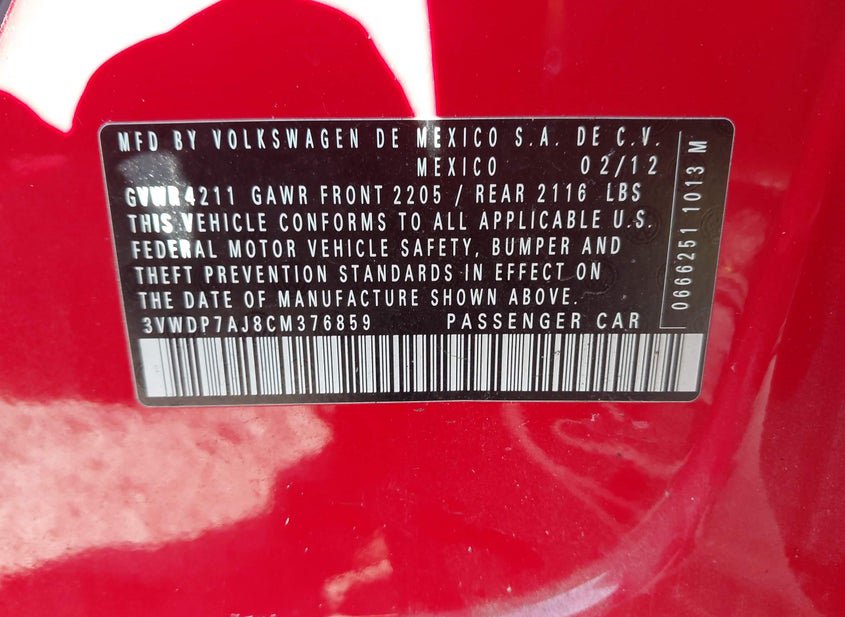 MFD BY VOLKSWAGEN DE MEXICO S.A. DE C.V.
MEXICO 02/12
GVWR 4211 GAWR FRONT 2205 / REAR 2116 LBS
THIS VEHICLE CONFORMS TO ALL APPLICABLE U.S.
FEDERAL MOTOR VEHICLE SAFETY, BUMPER AND
THEFT PREVENTION STANDARDS IN EFFECT ON
THE DATE OF MANUFACTURE SHOWN ABOVE.
3VWDP7AJ8CM376859 PASSENGER CAR
0666251 1013 M